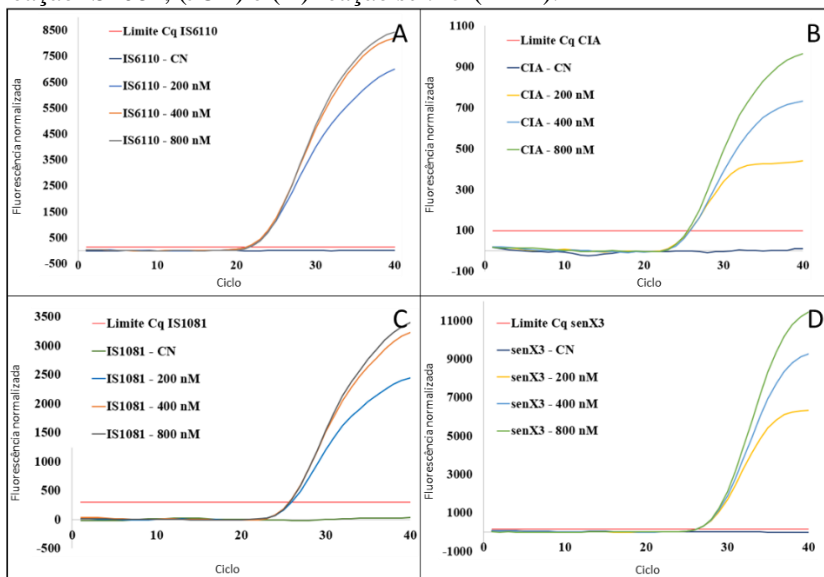 A
Fluorescência normalizada
8500
7500
6500
5500
4500
3500
2500
1500
500
-500
Limite Cq IS6110
IS6110 - CN
IS6110 - 200 nM
IS6110 - 400 nM
IS6110 - 800 nM
0 10 20 30 40
Ciclo
B
Fluorescência normalizada
1100
900
700
500
300
100
-100
Limite Cq CIA
CIA - CN
CIA - 200 nM
CIA - 400 nM
CIA - 800 nM
0 10 20 30 40
Ciclo
C
Fluorescência normalizada
3500
3000
2500
2000
1500
1000
500
0
-500
Limite Cq IS1081
IS1081 - CN
IS1081 - 200 nM
IS1081 - 400 nM
IS1081 - 800 nM
0 10 20 30 40
Ciclo
D
Fluorescência normalizada
11000
9000
7000
5000
3000
1000
-1000
Limite Cq senX3
senX3 - CN
senX3 - 200 nM
senX3 - 400 nM
senX3 - 800 nM
0 10 20 30 40
Ciclo